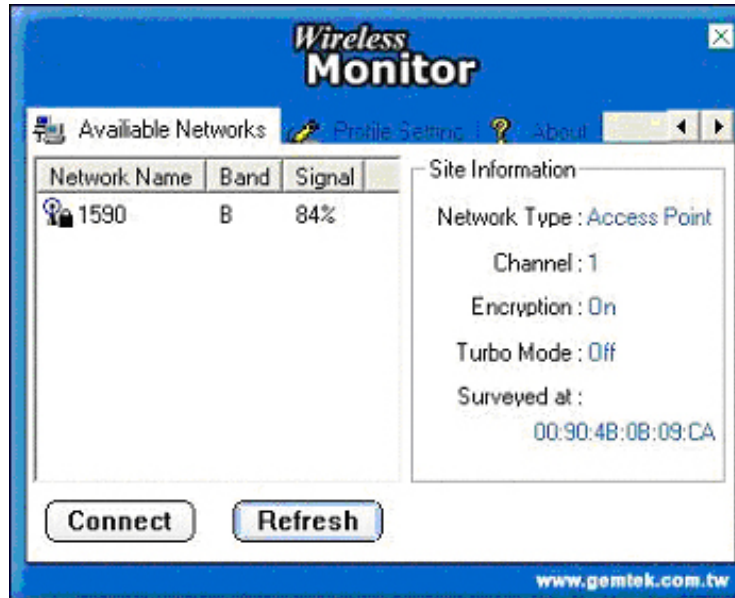 Wireless
Monitor
Availiable Networks
Profile Setting
About
Network Name Band Signal
1590 B 84%
Site Information
Network Type : Access Point
Channel : 1
Encryption : On
Turbo Mode : Off
Surveyed at :
00:90:4B:0B:09:CA
Connect
Refresh
www.gemtek.com.tw